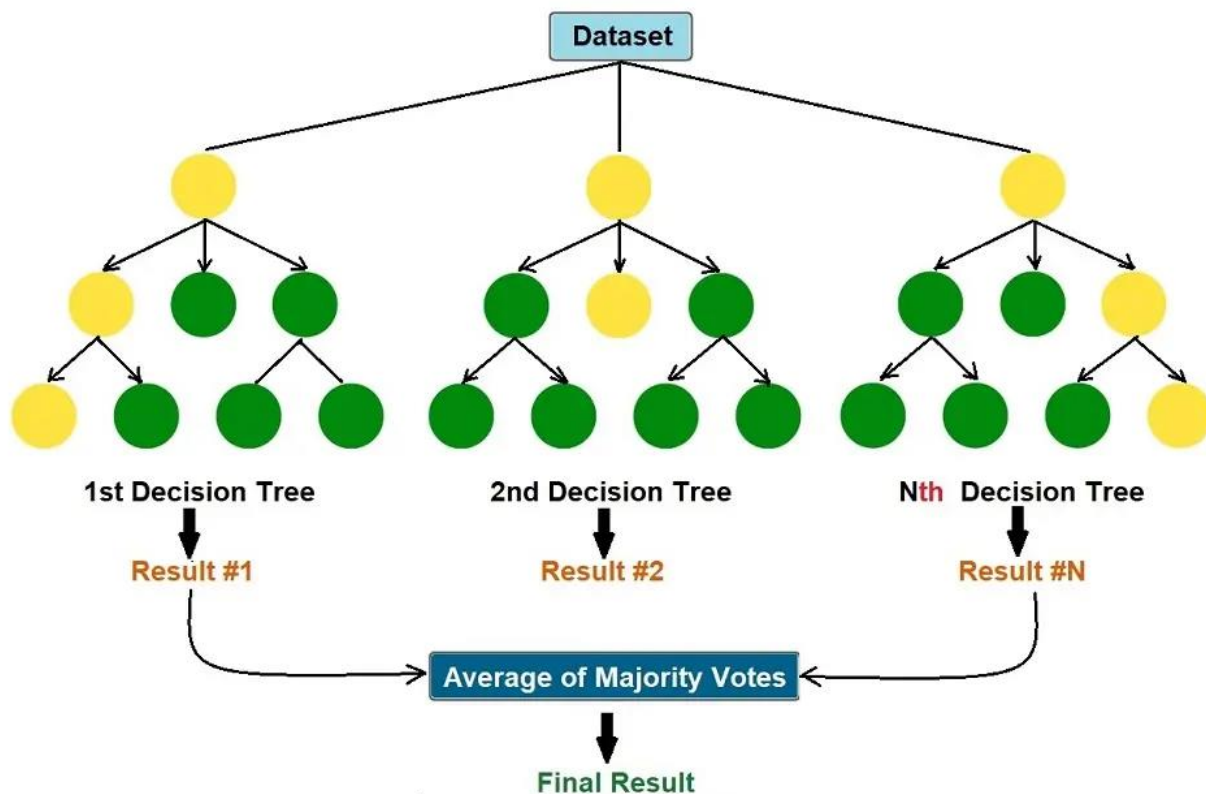 Dataset
1st Decision Tree
2nd Decision Tree
Nth Decision Tree
Result #1
Result #2
Result #N
Average of Majority Votes
Final Result